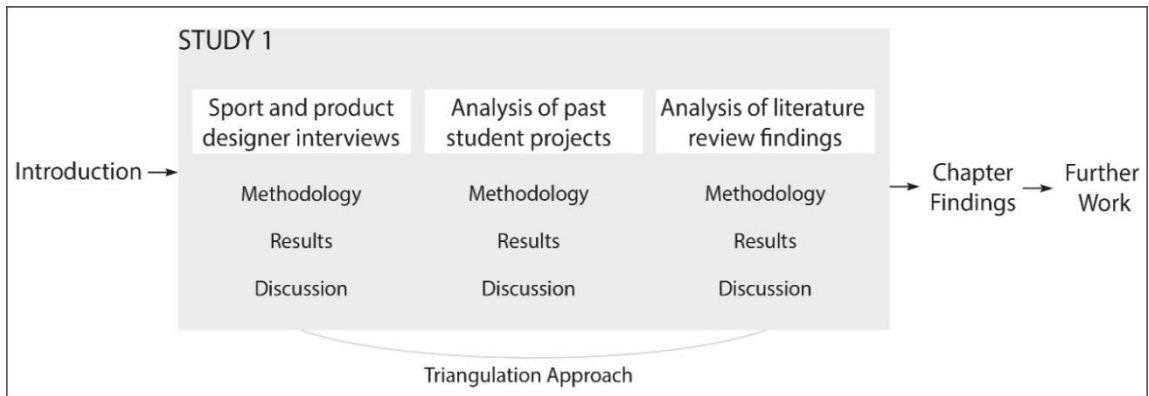 STUDY 1
Sport and product
designer interviews
Analysis of past
student projects
Analysis of literature
review findings
Introduction
Methodology
Methodology
Methodology
Results
Results
Results
Discussion
Discussion
Discussion
Chapter
Findings
Further
Work
Triangulation Approach